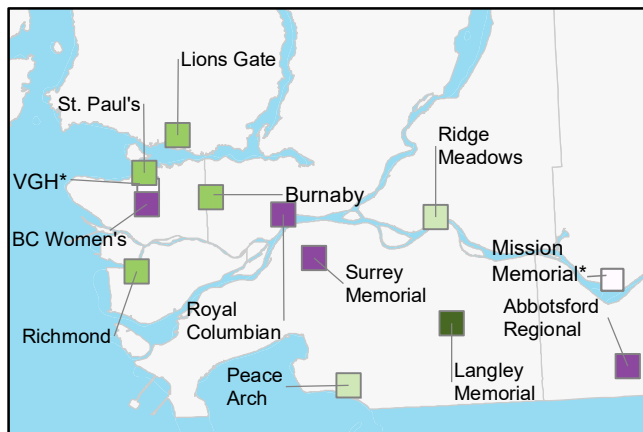 Lions Gate
St. Paul's
Ridge
Meadows
VGH*
Burnaby
BC Women's
Mission
Memorial*
Surrey
Memorial
Abbotsford
Regional
Royal
Columbian
Richmond
Peace
Arch
Langley
Memorial